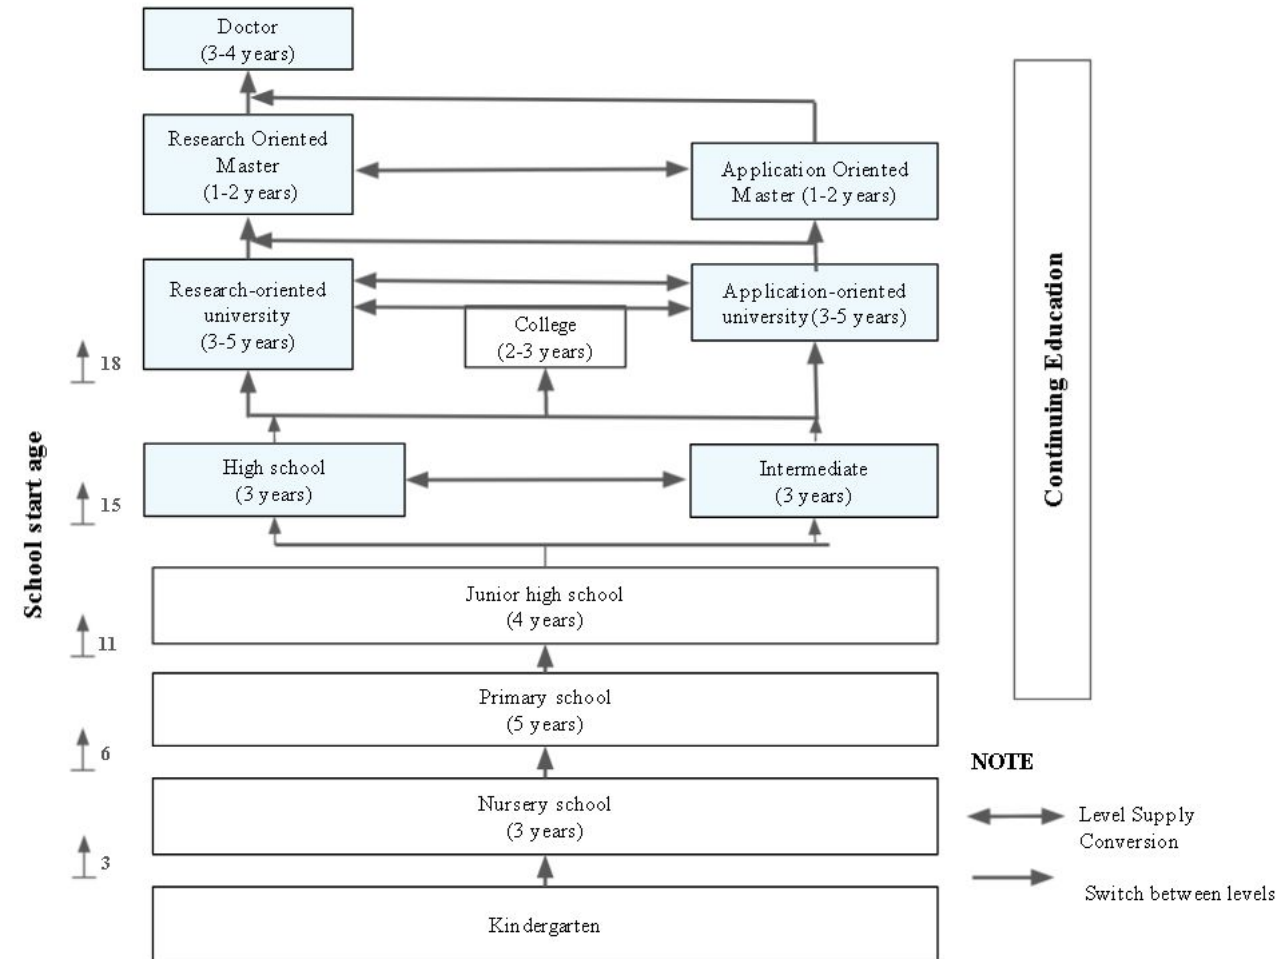 Doctor
(3-4 years)
Research Oriented
Master
(1-2 years)
Application Oriented
Master (1-2 years)
Research-oriented
university
(3-5 years)
College
(2-3 years)
Application-oriented
university (3-5 years)
18
High school
(3 years)
Intermediate
(3 years)
15
Junior high school
(4 years)
11
Primary school
(5 years)
6
Nursery school
(3 years)
3
Kindergarten
School start age
Continuing Education
NOTE
Level Supply
Conversion
Switch between levels